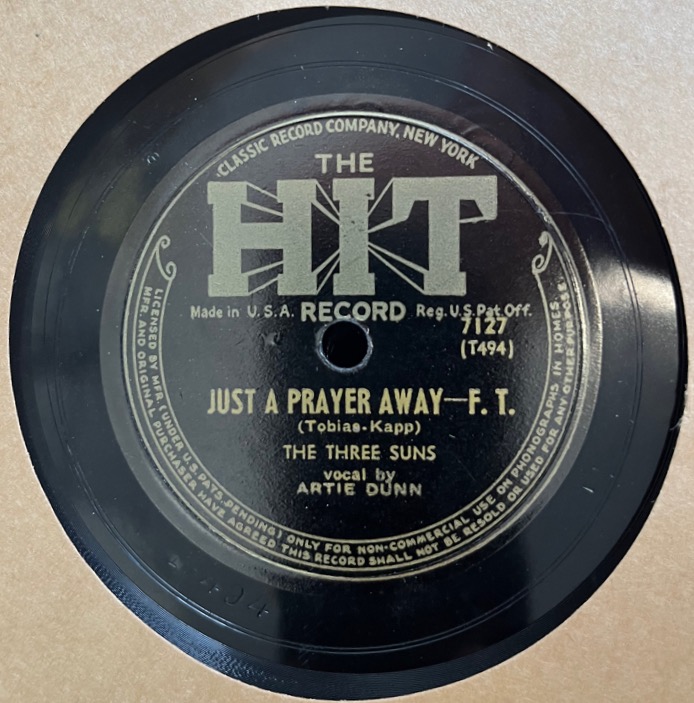 CLASSIC RECORD COMPANY, NEW YORK
THE
HIT
Made in U.S.A. RECORD Reg. U.S. Pat. Off.
7127
(T494)
JUST A PRAYER AWAY—F. T.
(Tobias-Kapp)
THE THREE SUNS
vocal by
ARTIE DUNN
LICENSED BY MFR. (UNDER U.S. PATS. PENDING) ONLY FOR NON-COMMERCIAL USE ON PHONOGRAPHS IN HOMES.
MFR. AND ORIGINAL PURCHASER HAVE AGREED THIS RECORD SHALL NOT BE RESOLD OR USED FOR ANY OTHER PURPOSE.